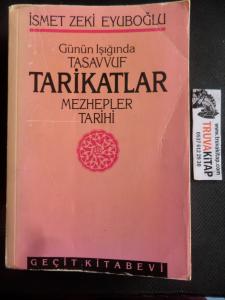 İSMET ZEKİ EYUBOĞLU
Günün Işığında
TASAVVUF
TARİKATLAR
MEZHEPLER
TARİHİ
GEÇİT KİTABEVİ
TRUVAKİTAP